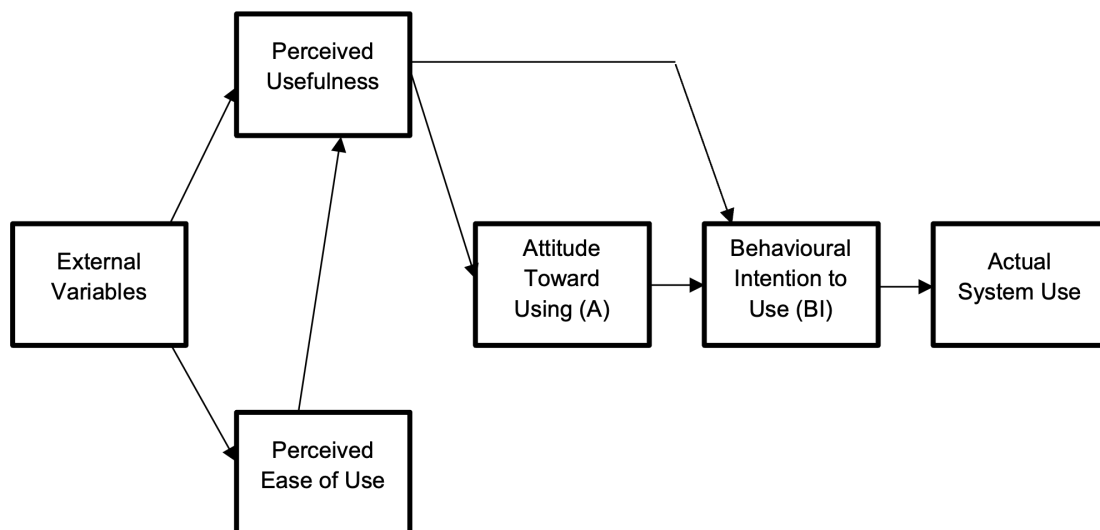 Perceived
Usefulness
External
Variables
Attitude
Toward
Using (A)
Behavioural
Intention to
Use (BI)
Actual
System Use
Perceived
Ease of Use